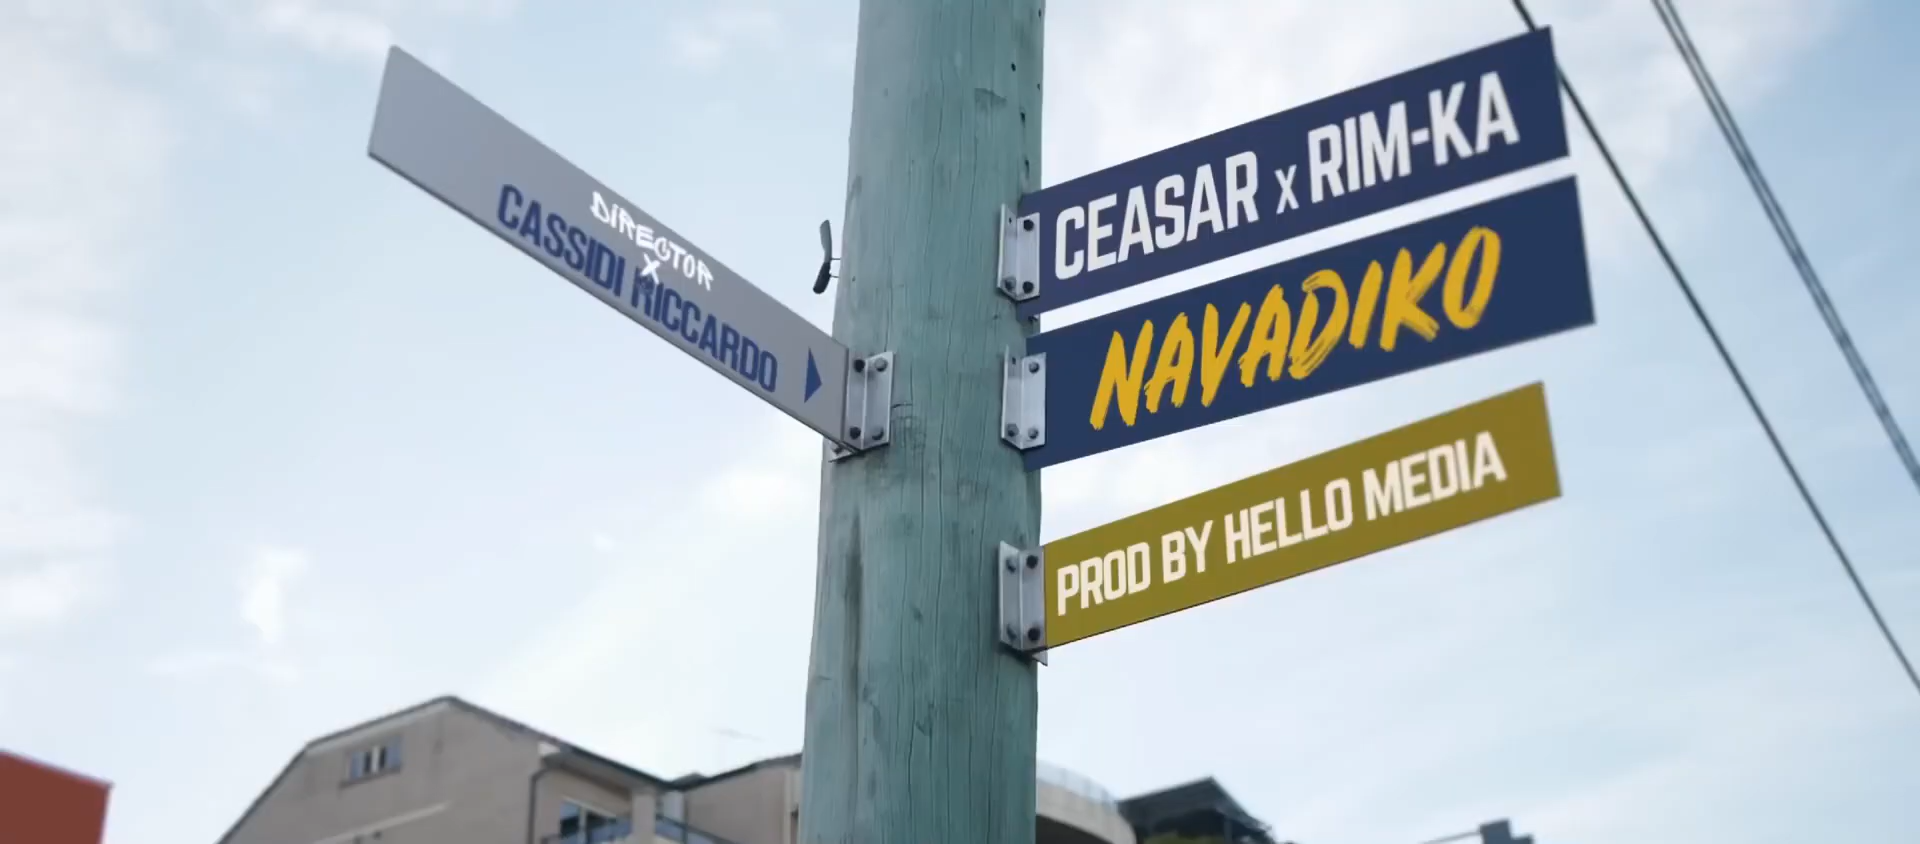 DIRECTOR
X
CASSIDI RICCARDO
CEASAR x RIM-KA
NAVADIKO
PROD BY HELLO MEDIA